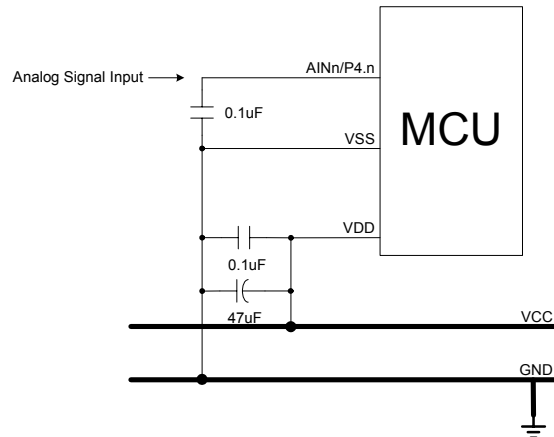 AINn/P4.n
Analog Signal Input
0.1uF
MCU
VSS
VDD
0.1uF
47uF
VCC
GND